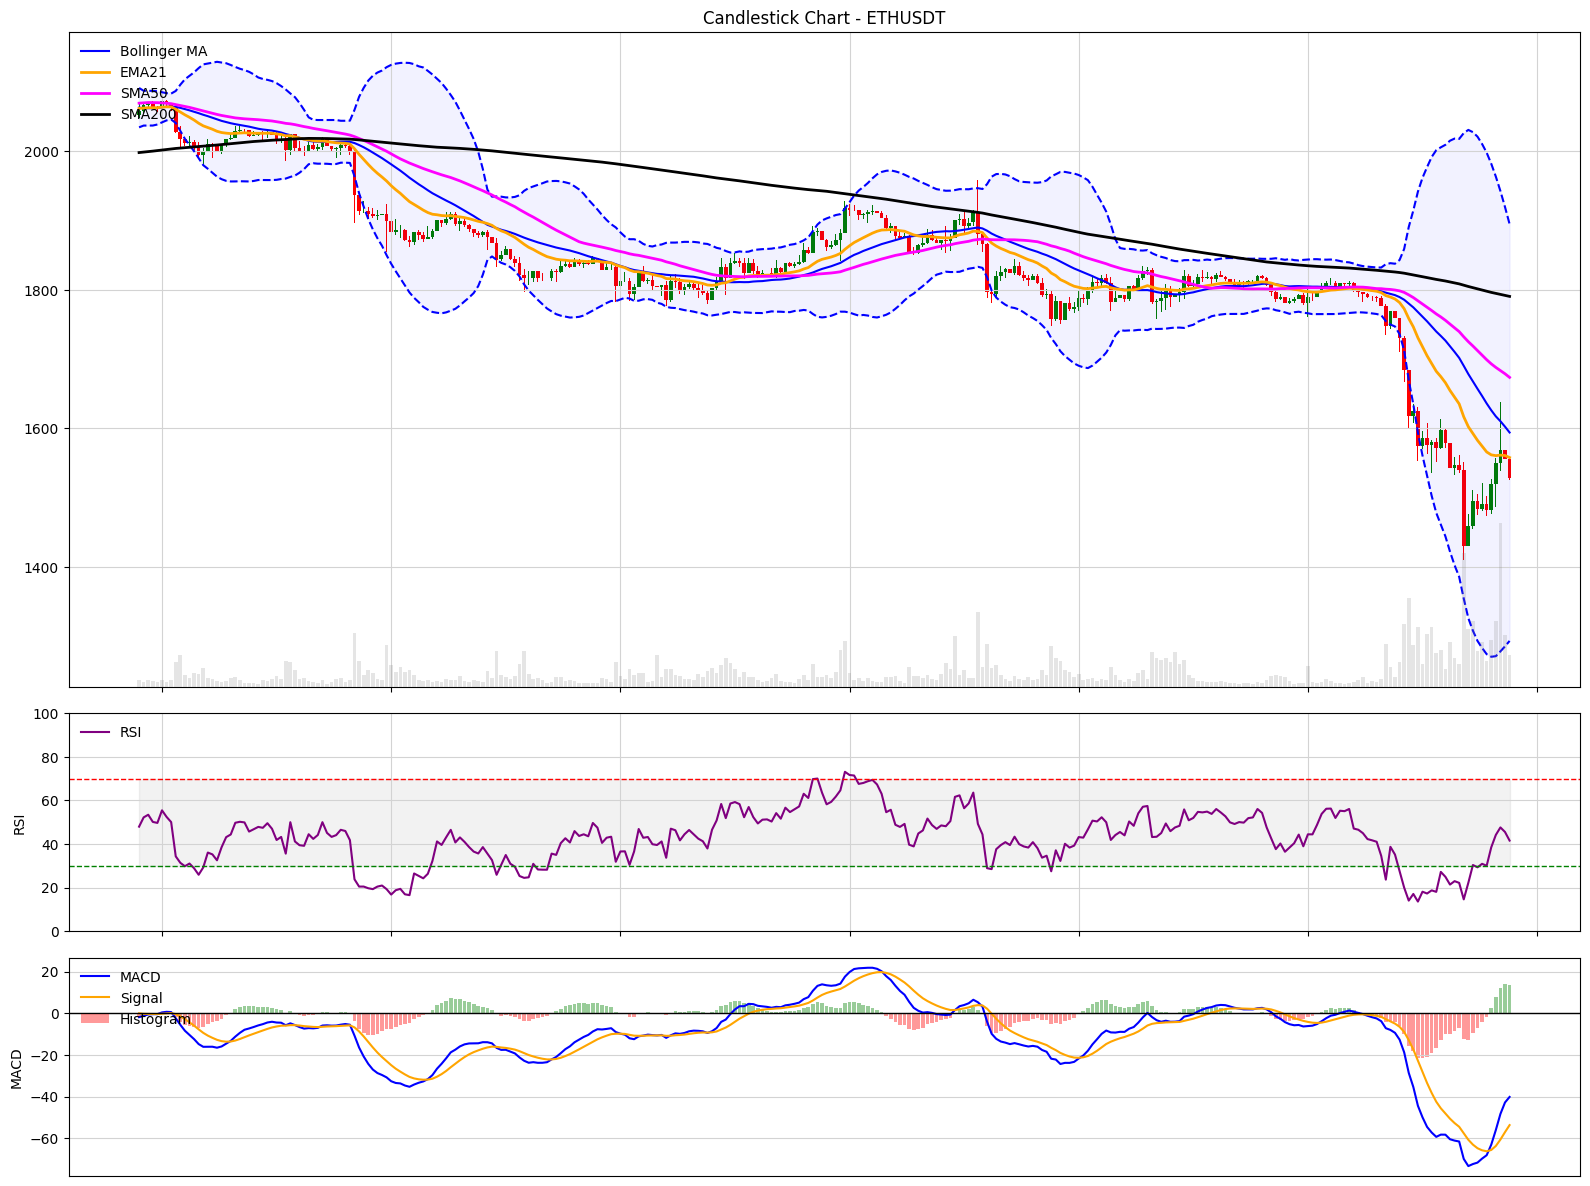 Candlestick Chart - ETHUSDT
Bollinger MA
EMA21
SMA50
SMA200
2000
1800
1600
1400
RSI
100
80
60
40
20
0
RSI
MACD
Signal
Histogram
20
0
−20
−40
−60
MACD